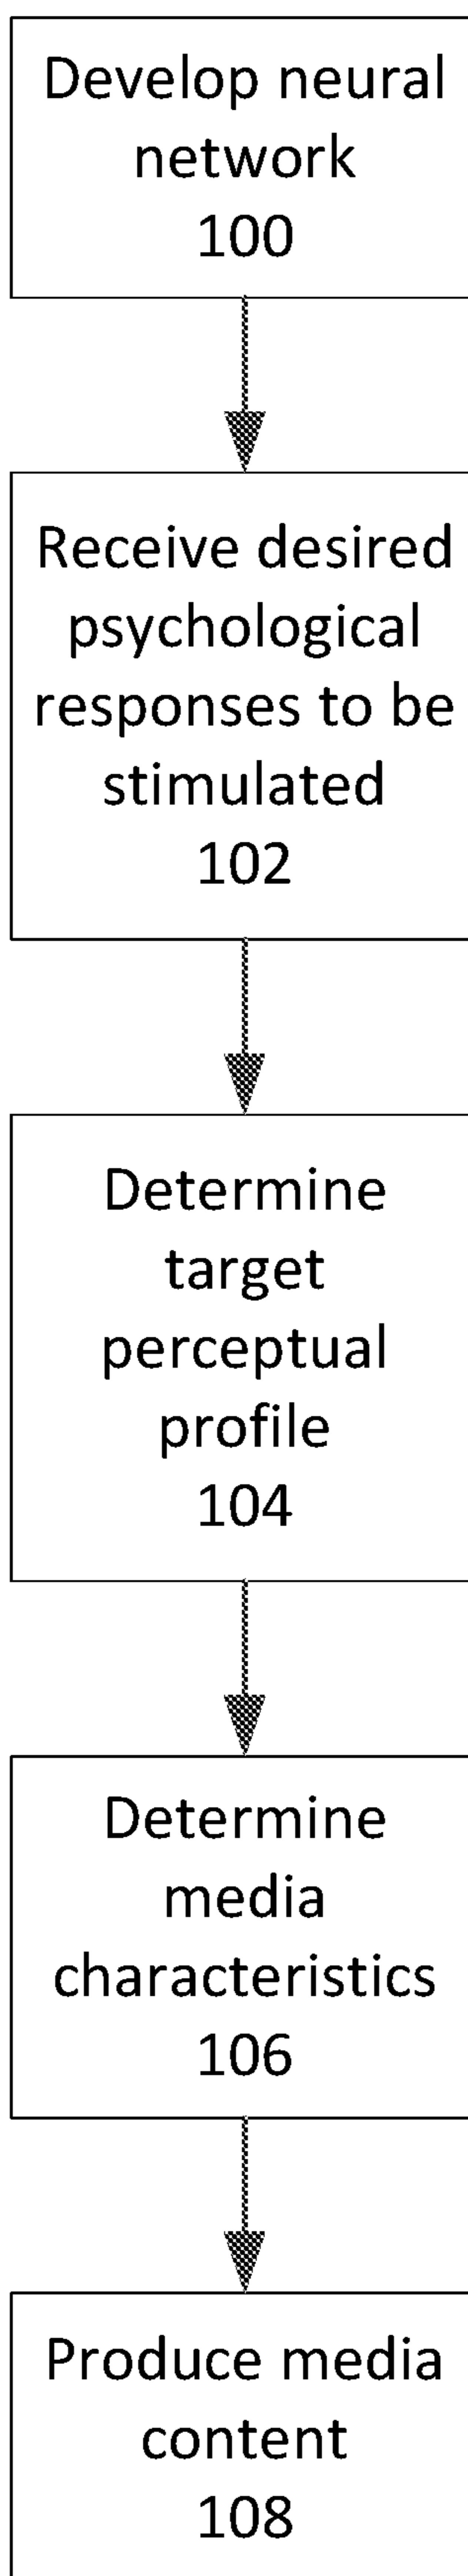 Develop neural
network
100
Receive desired
psychological
responses to be
stimulated
102
Determine
target
perceptual
profile
104
Determine
media
characteristics
106
Produce media
content
108